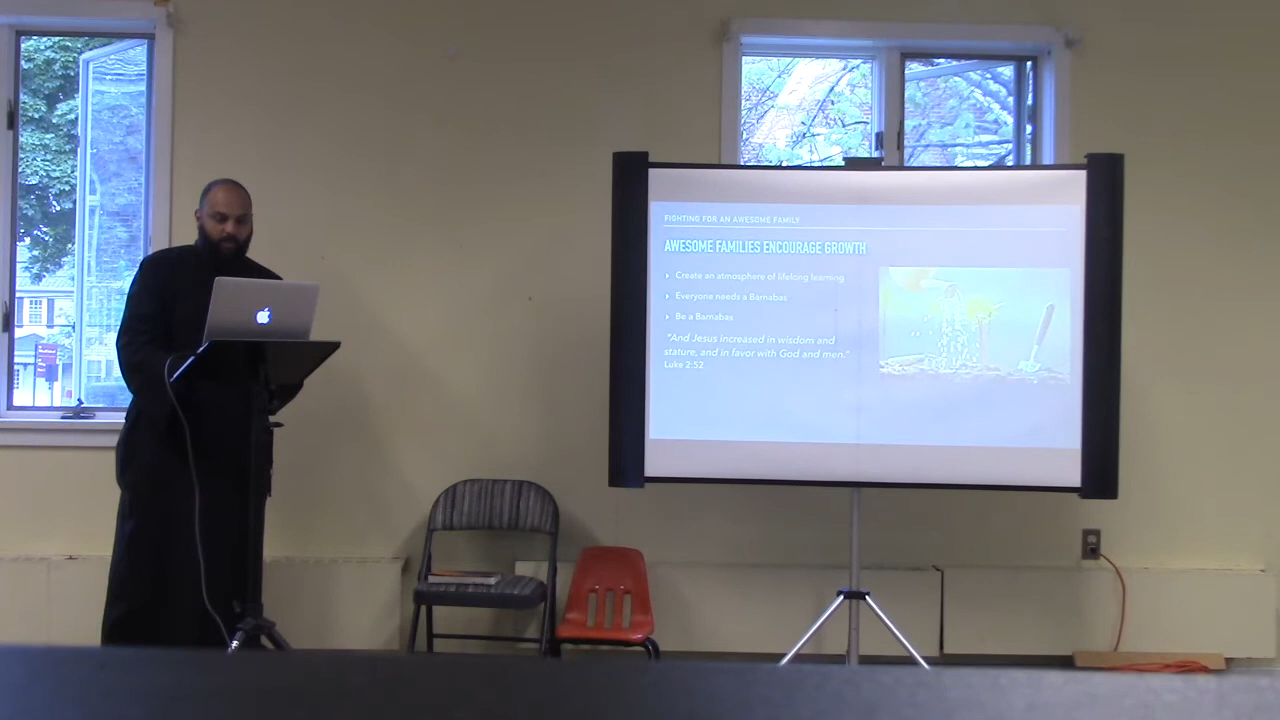 FIGHTING FOR AN AWESOME FAMILY
AWESOME FAMILIES ENCOURAGE GROWTH
Create an atmosphere of lifelong learning
Everyone needs a Barnabas
Be a Barnabas
"And Jesus increased in wisdom and
stature, and in favor with God and men."
Luke 2:52